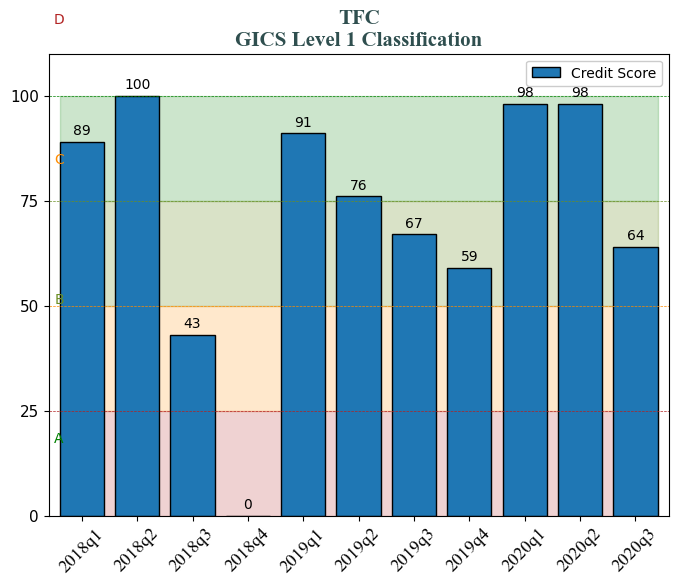 D
TFC
GICS Level 1 Classification
Credit Score
100
75
50
25
0
C
B
A
89
100
43
0
91
76
67
59
98
98
64
2018q1
2018q2
2018q3
2018q4
2019q1
2019q2
2019q3
2019q4
2020q1
2020q2
2020q3